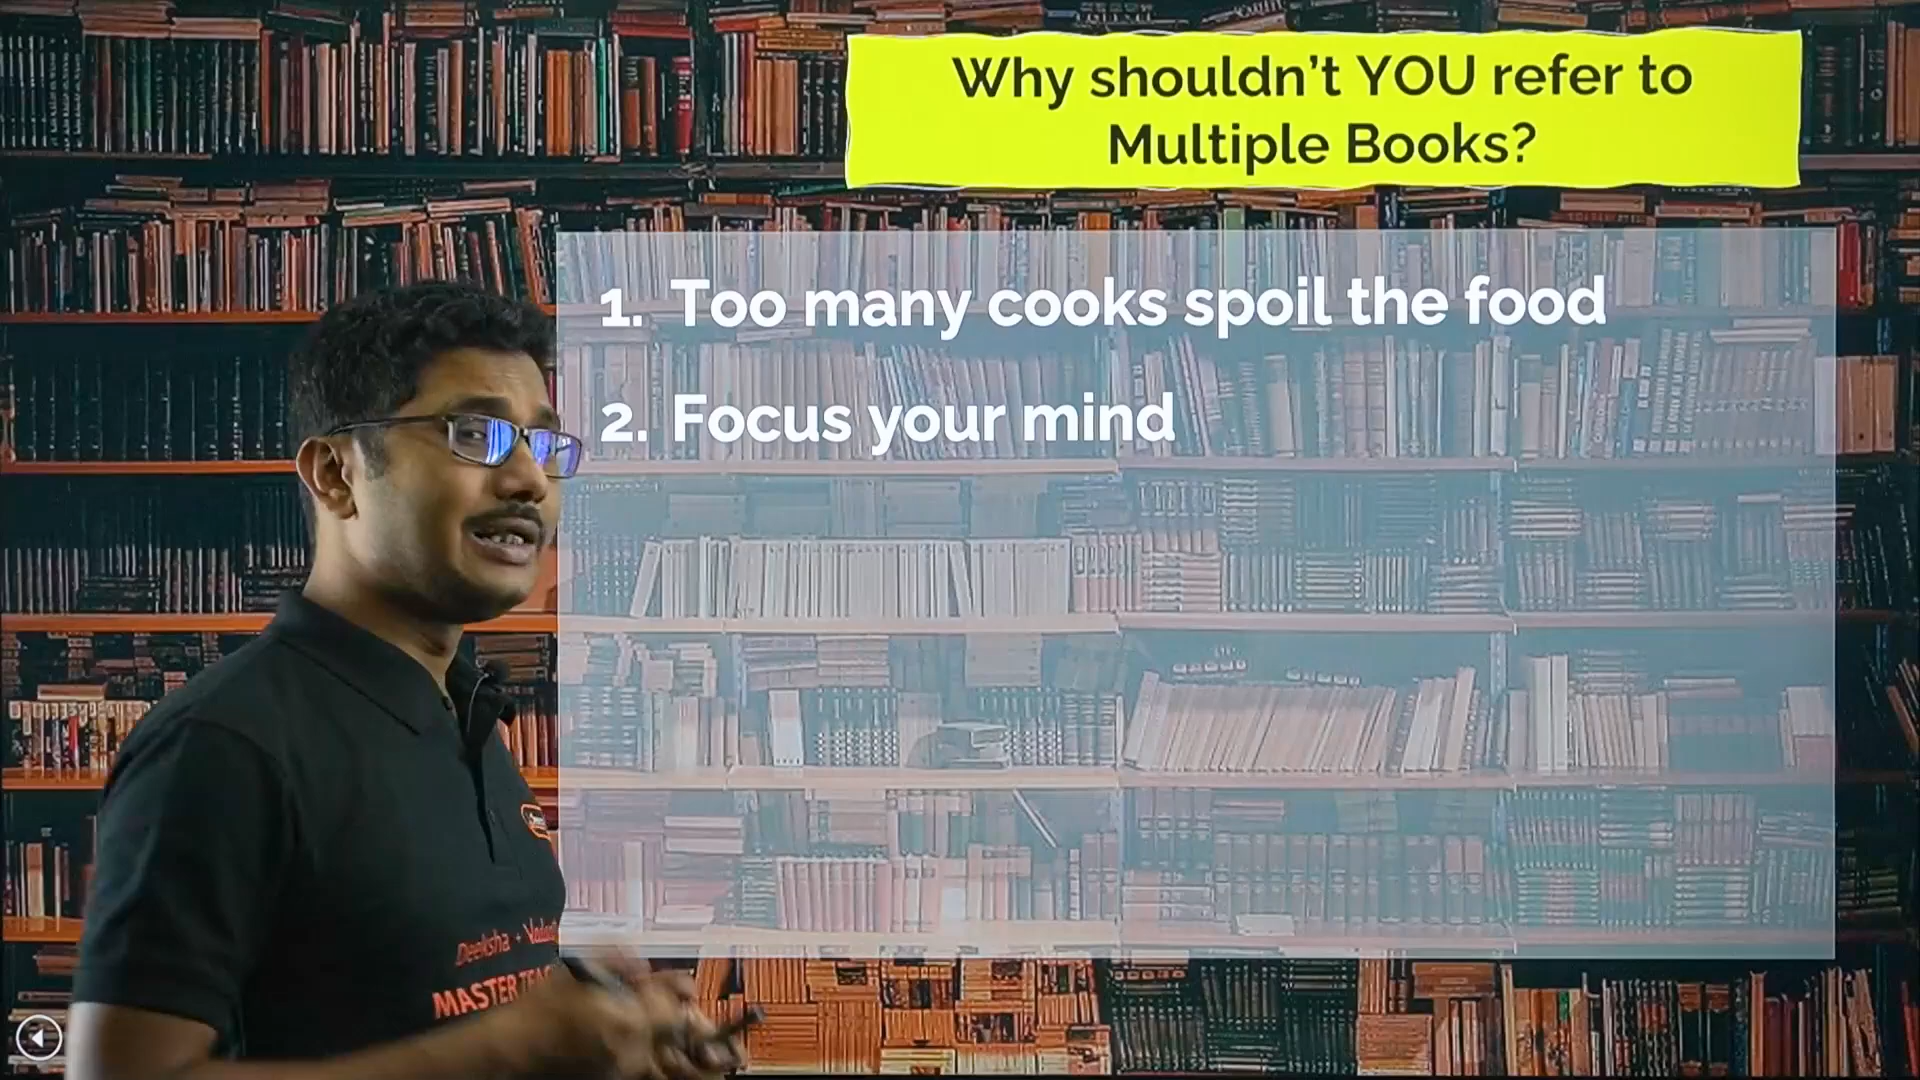 Why shouldn't YOU refer to
Multiple Books?
1. Too many cooks spoil the food
2. Focus your mind
Deeksha +
MASTER